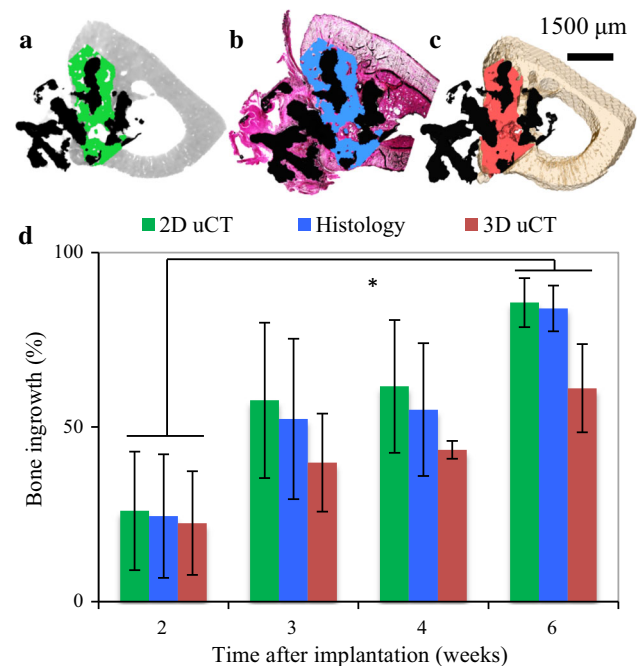 a b c 1500 μm
2D uCT Histology 3D uCT
d
100
*
50
0
Bone ingrowth (%)
2 3 4 6
Time after implantation (weeks)